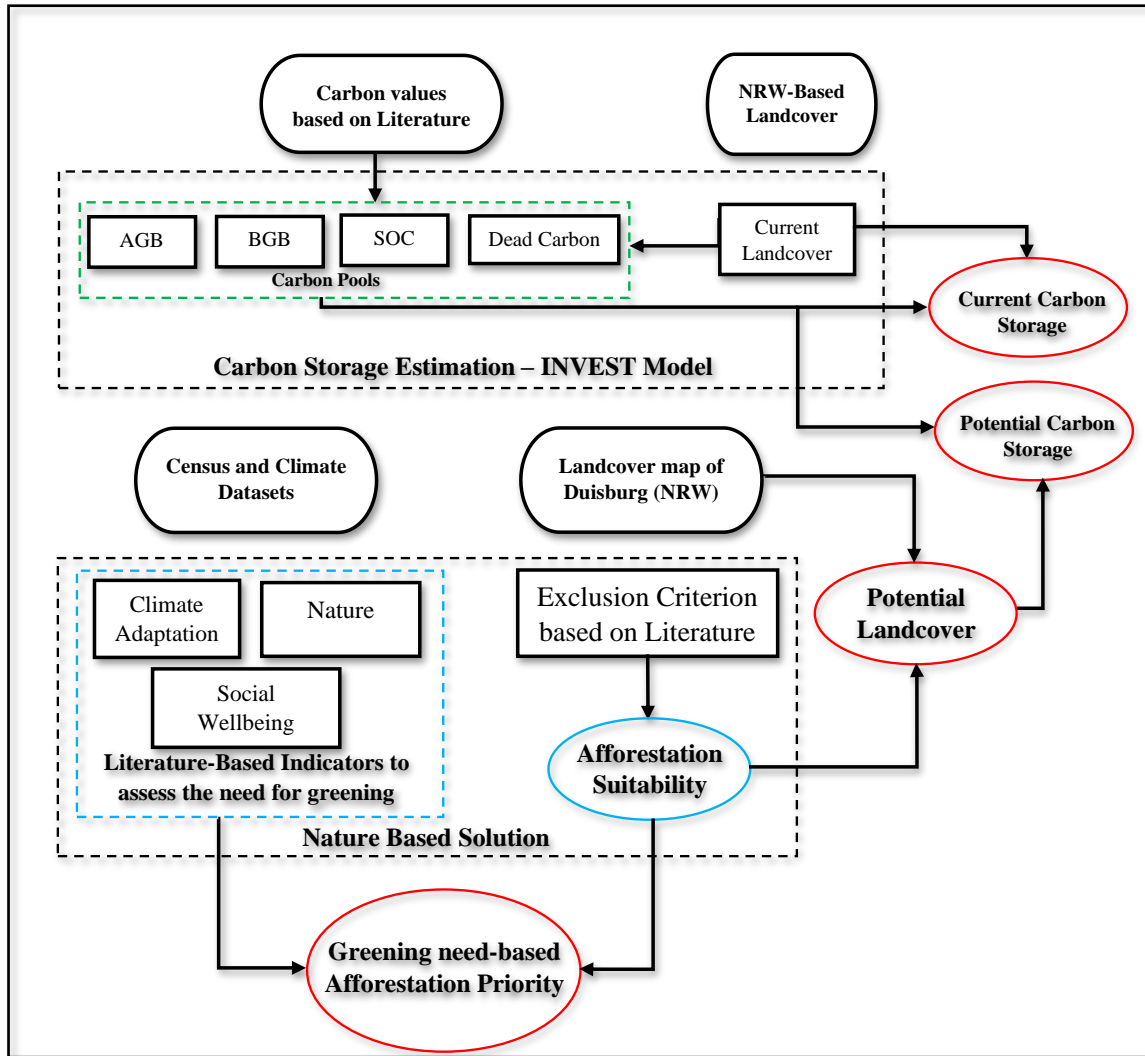 Carbon values
based on Literature
NRW-Based
Landcover
AGB
BGB
SOC
Dead Carbon
Carbon Pools
Current
Landcover
Current Carbon
Storage
Carbon Storage Estimation – INVEST Model
Potential Carbon
Storage
Census and Climate
Datasets
Landcover map of
Duisburg (NRW)
Climate
Adaptation
Nature
Social
Wellbeing
Literature-Based Indicators to
assess the need for greening
Exclusion Criterion
based on Literature
Potential
Landcover
Afforestation
Suitability
Nature Based Solution
Greening need-based
Afforestation Priority